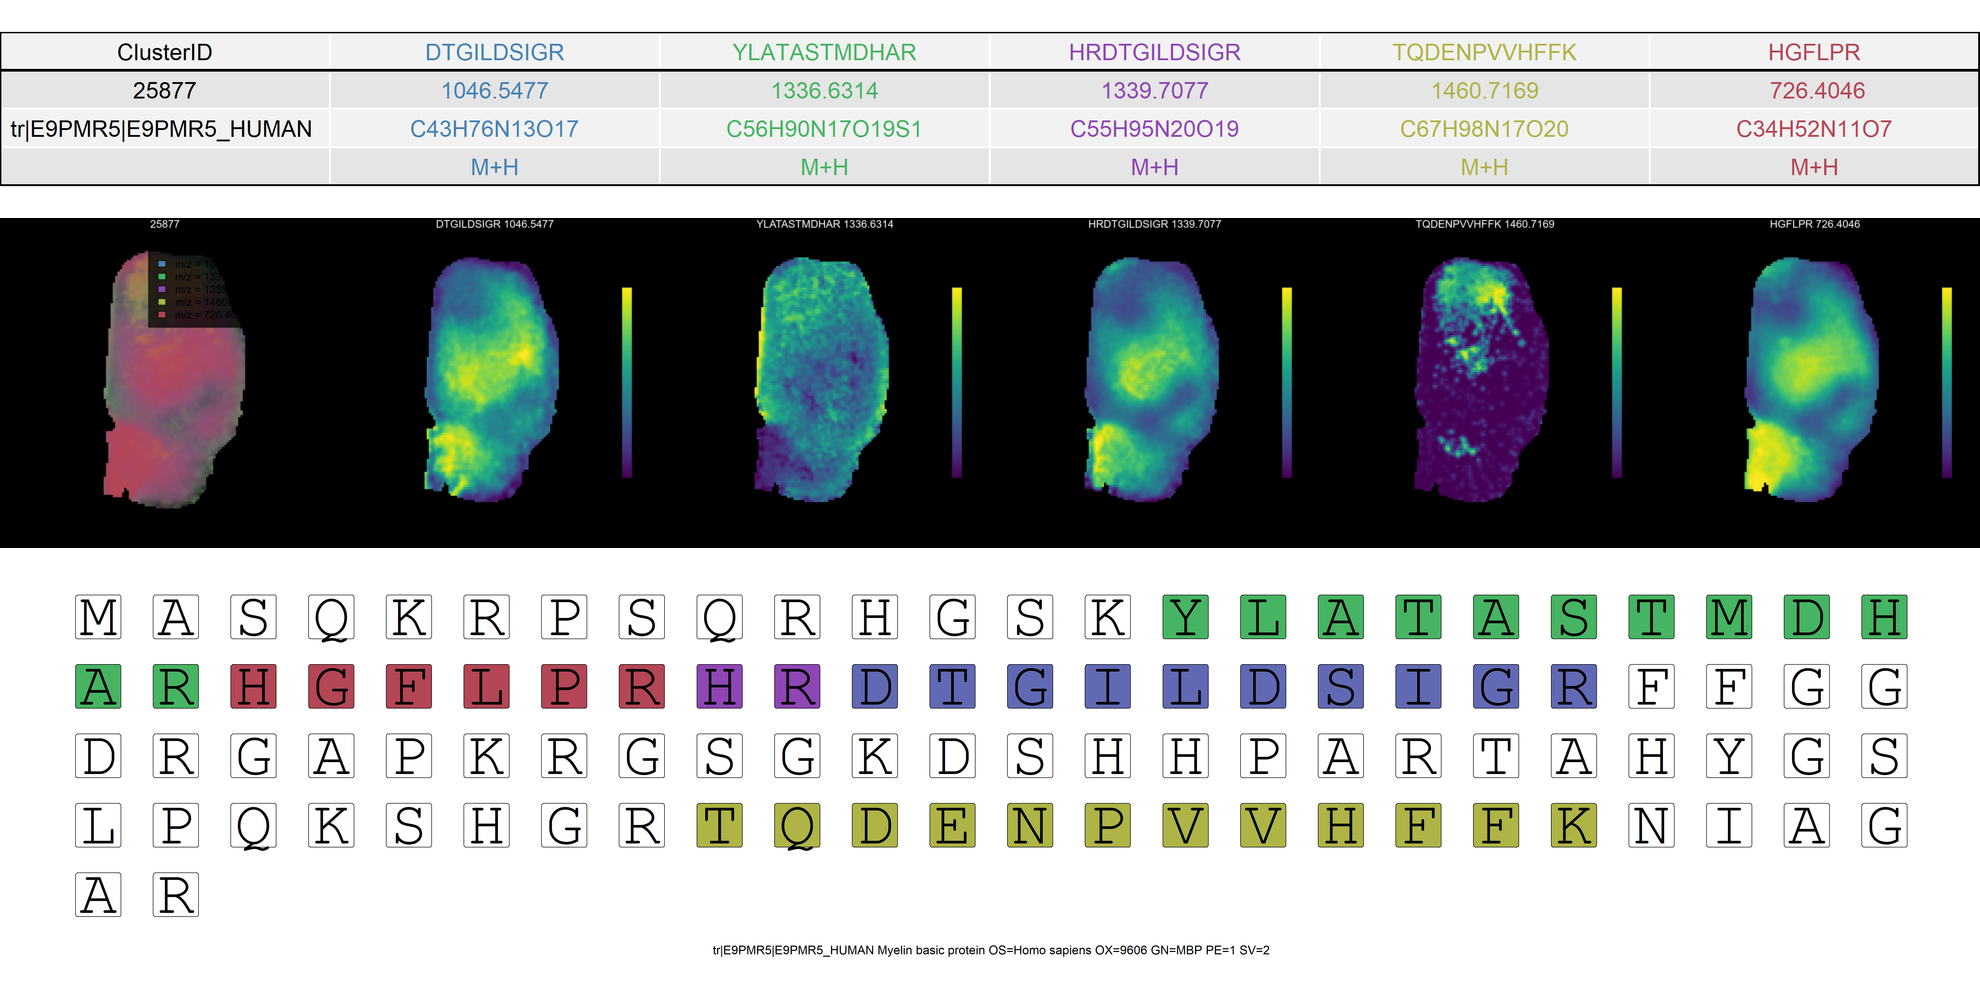 ClusterID DTGILDSIGR YLATASTMDHAR HRDTGILDSIGR TQDENPVVHFFK HGFLPR
25877 1046.5477 1336.6314 1339.7077 1460.7169 726.4046
tr|E9PMR5|E9PMR5_HUMAN C43H76N13O17 C56H90N17O19S1 C55H95N20O19 C67H98N17O20 C34H52N11O7
M+H M+H M+H M+H M+H
25877 DTGILDSIGR 1046.5477 YLATASTMDHAR 1336.6314 HRDTGILDSIGR 1339.7077 TQDENPVVHFFK 1460.7169 HGFLPR 726.4046
m/z =
m/z = 133
m/z = 133
m/z = 1460
m/z = 726.40
M A S Q K R P S Q R H G S K Y L A T A S T M D H
A R H G F L P R H R D T G I L D S I G R F F G G
D R G A P K R G S G K D S H H P A R T A H Y G S
L P Q K S H G R T Q D E N P V V H F F K N I A G
A R
tr|E9PMR5|E9PMR5_HUMAN Myelin basic protein OS=Homo sapiens OX=9606 GN=MBP PE=1 SV=2